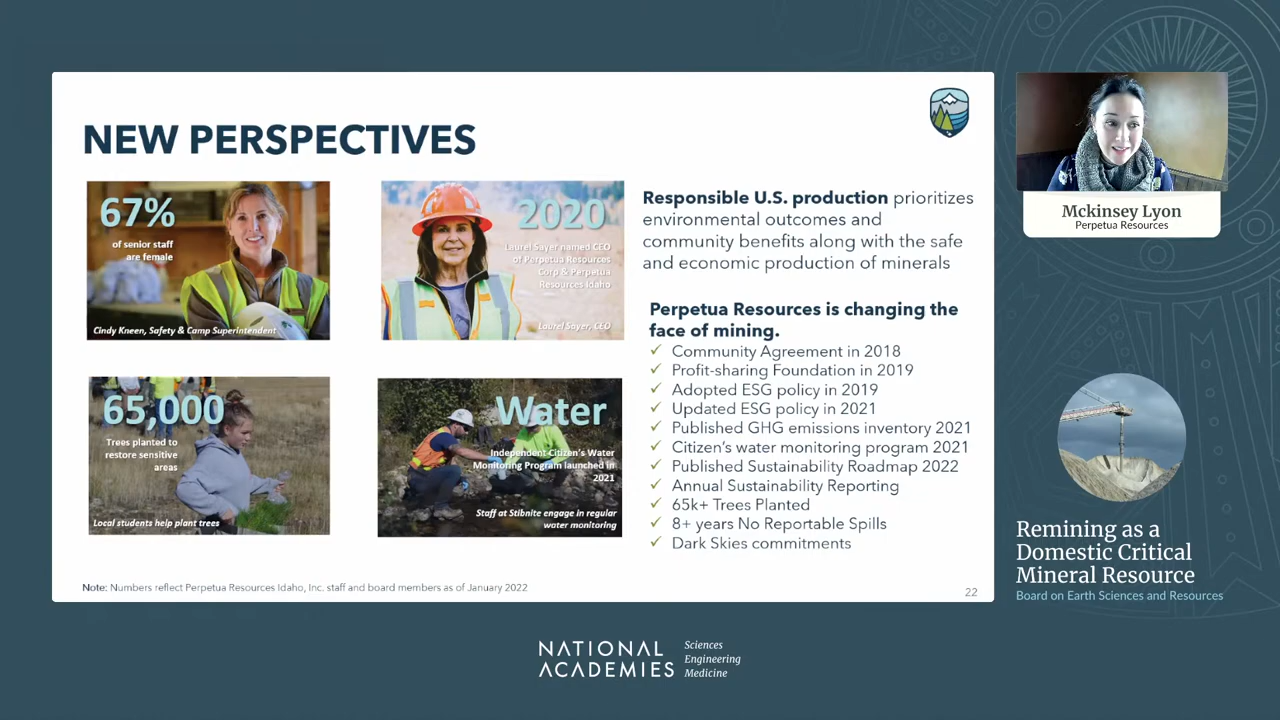 NEW PERSPECTIVES
67%
of senior staff
are female
Cindy Kneen, Safety & Camp Superintendent
2020
Laurel Sayer named CEO
of Perpetua Resources
Corp & Perpetua
Resources Idaho
Laurel Sayer, CEO
65,000
Trees planted to
restore sensitive
areas
Local students help plant trees
Water
Independent Citizen's Water
Monitoring Program launched in
2021
Staff at Stibnite engage in regular
water monitoring
Responsible U.S. production prioritizes
environmental outcomes and
community benefits along with the safe
and economic production of minerals
Perpetua Resources is changing the
face of mining.
✓ Community Agreement in 2018
✓ Profit-sharing Foundation in 2019
✓ Adopted ESG policy in 2019
✓ Updated ESG policy in 2021
✓ Published GHG emissions inventory 2021
✓ Citizen's water monitoring program 2021
✓ Published Sustainability Roadmap 2022
✓ Annual Sustainability Reporting
✓ 65k+ Trees Planted
✓ 8+ years No Reportable Spills
✓ Dark Skies commitments
Note: Numbers reflect Perpetua Resources Idaho, Inc. staff and board members as of January 2022
22
Mckinsey Lyon
Perpetua Resources
Remining as a
Domestic Critical
Mineral Resource
Board on Earth Sciences and Resources
NATIONAL
ACADEMIES
Sciences
Engineering
Medicine